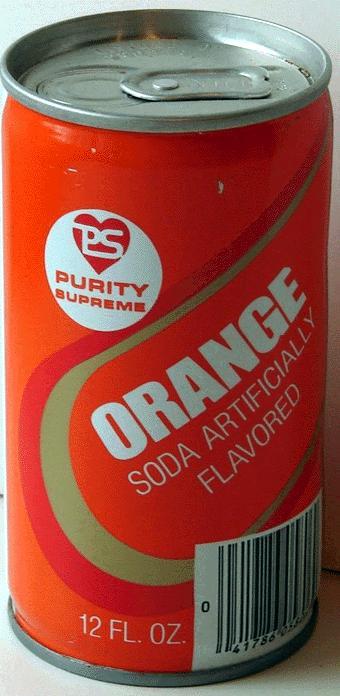 PS
PURITY
SUPREME
ORANGE
SODA ARTIFICIALLY
FLAVORED
12 FL. OZ.
0